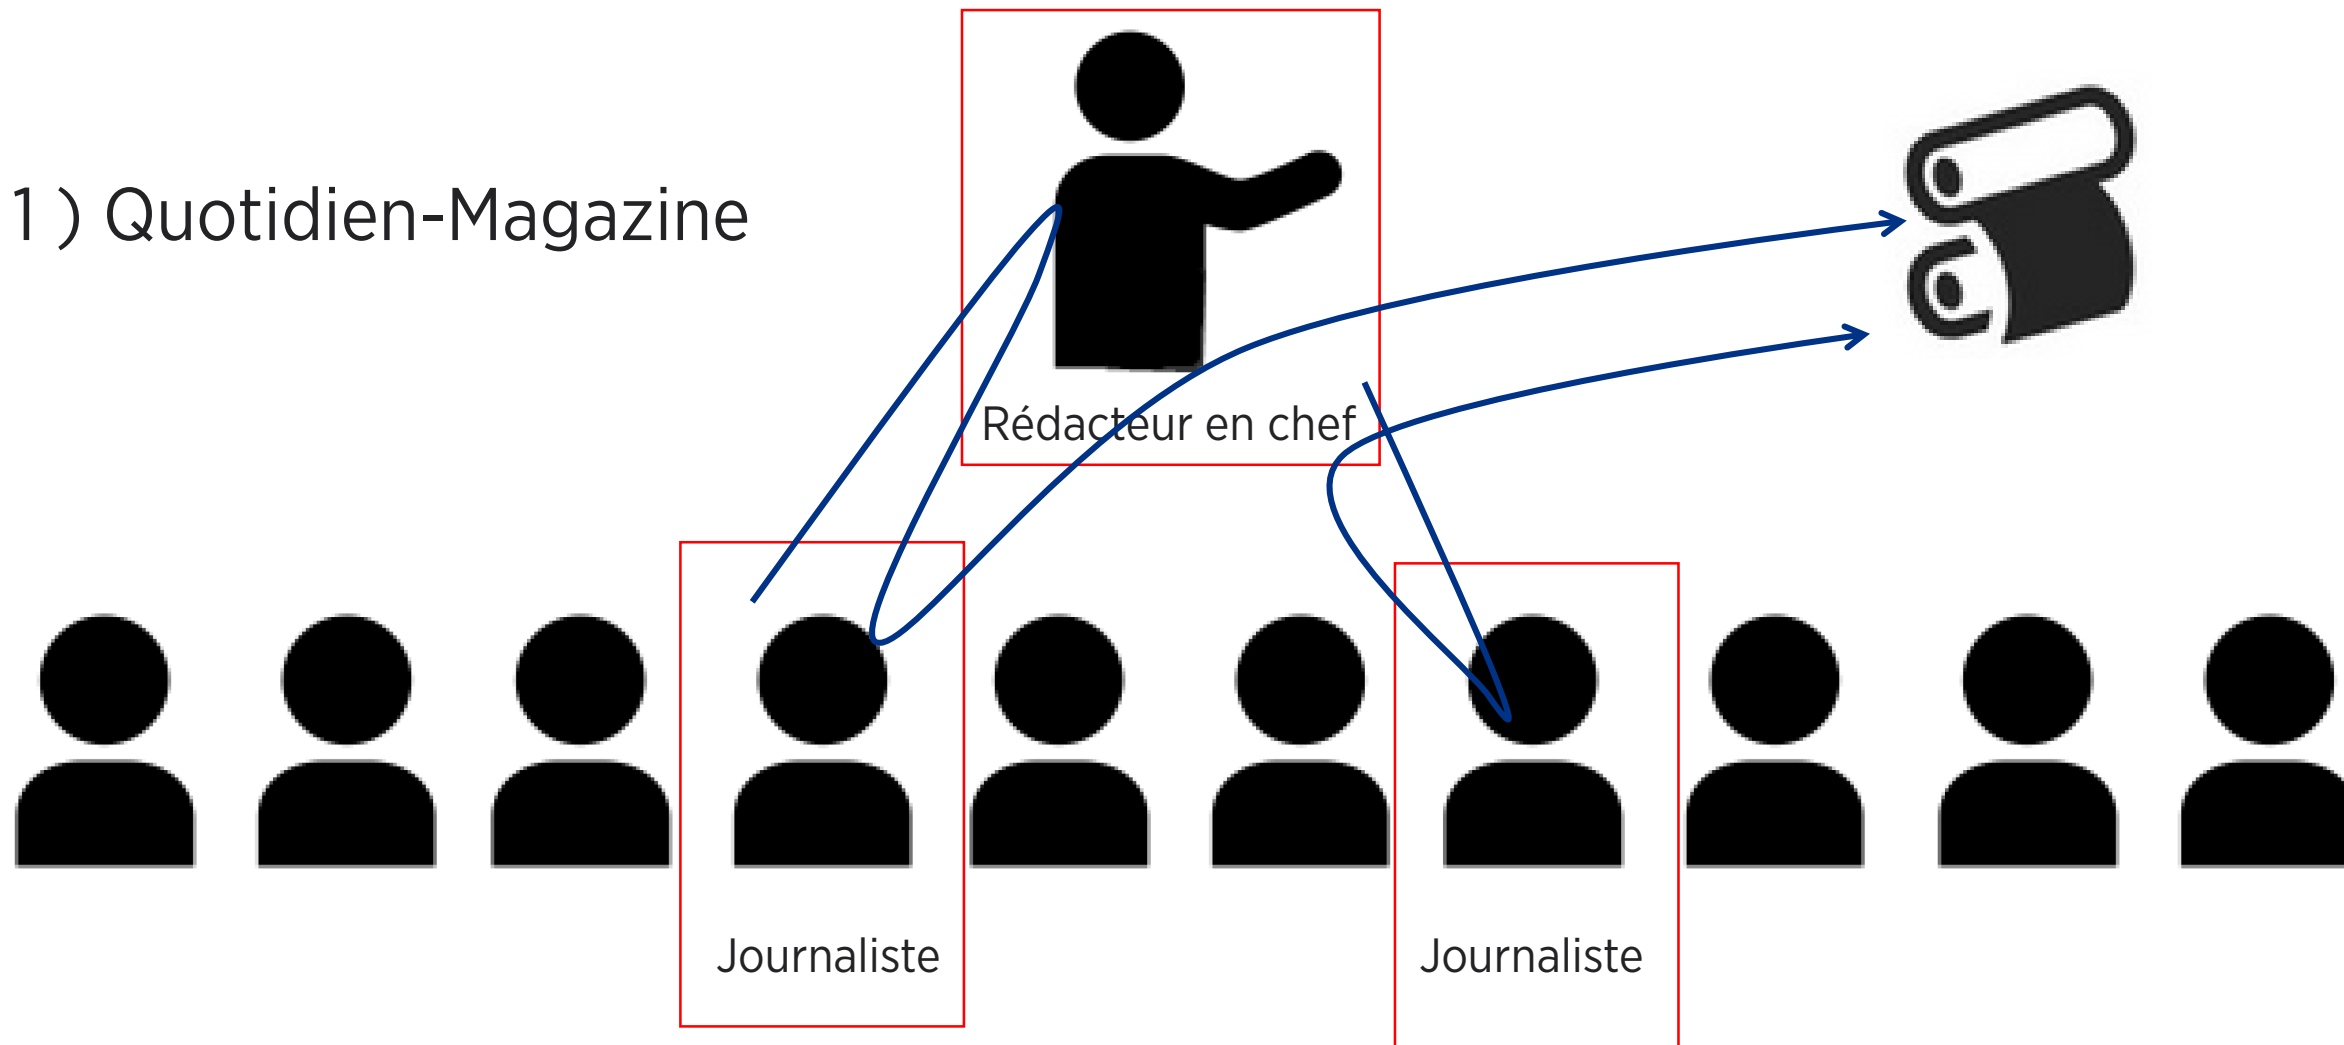 1 ) Quotidien-Magazine
Rédacteur en chef
Journaliste
Journaliste